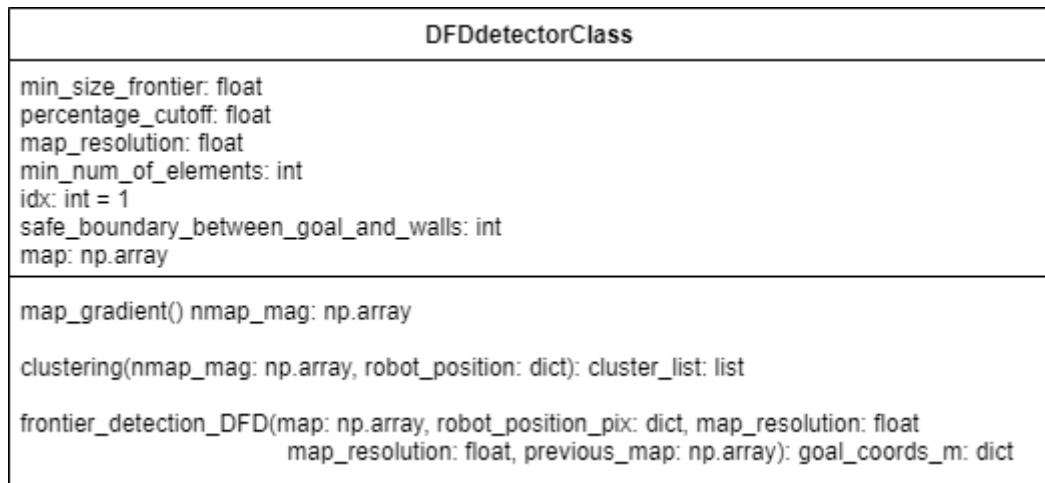 DFDdetectorClass
min_size_frontier: float
percentage_cutoff: float
map_resolution: float
min_num_of_elements: int
idx: int = 1
safe_boundary_between_goal_and_walls: int
map: np.array
map_gradient() nmap_mag: np.array
clustering(nmap_mag: np.array, robot_position: dict): cluster_list: list
frontier_detection_DFD(map: np.array, robot_position_pix: dict, map_resolution: float
map_resolution: float, previous_map: np.array): goal_coords_m: dict